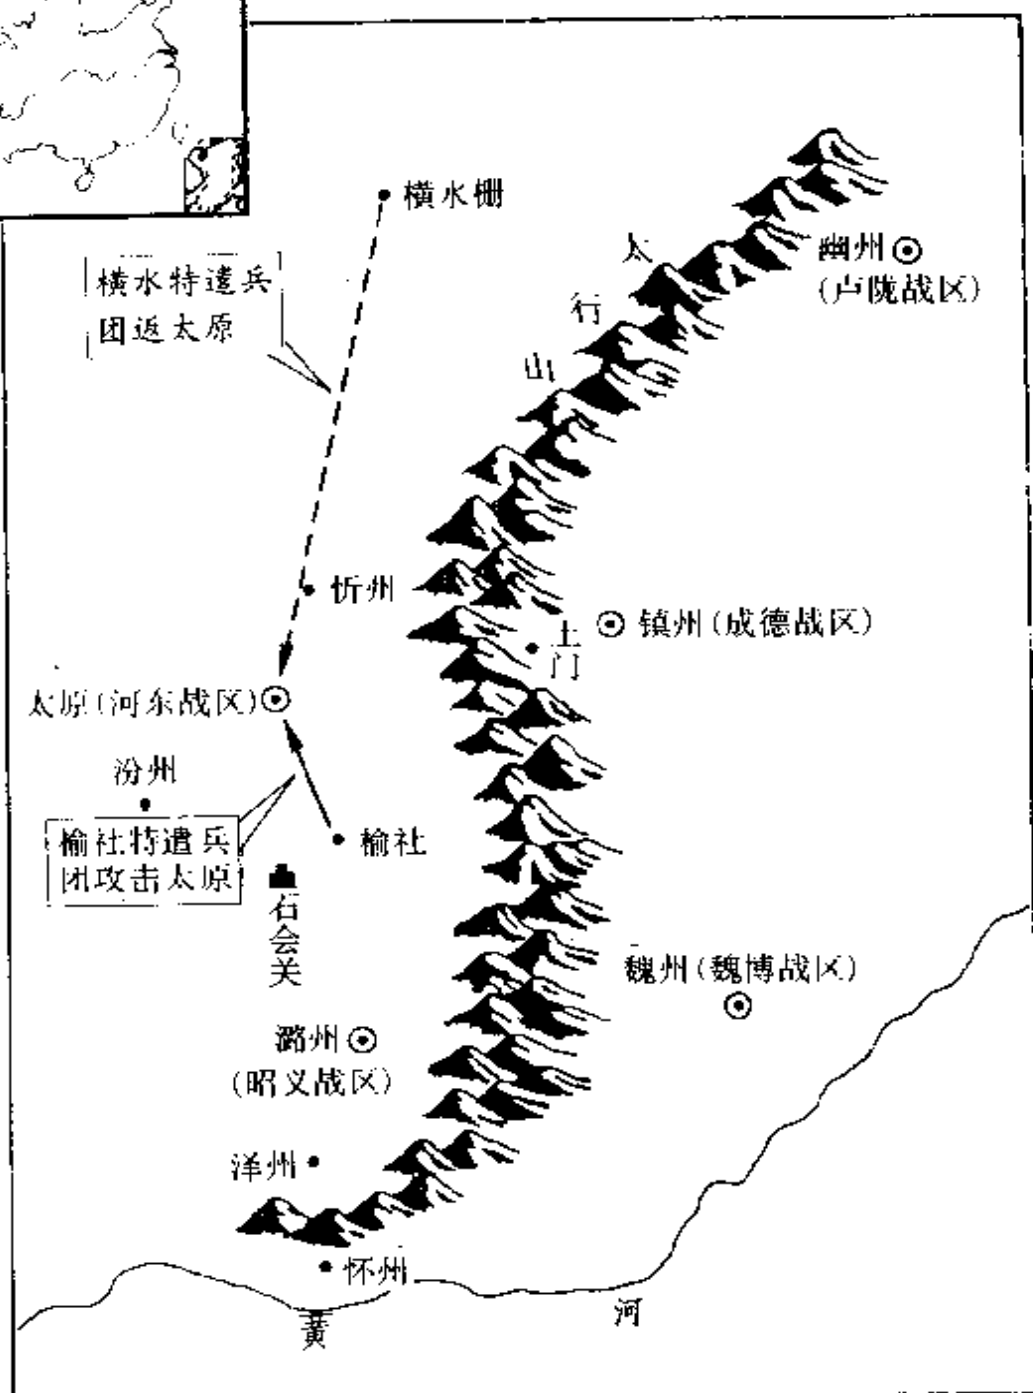 横水栅
横水特遣兵
团返太原
太
行
山
幽州
(卢陇战区)
忻州
土
门
镇州(成德战区)
太原(河东战区)
汾州
榆社特遣兵
团攻击太原
榆社
石
会
关
魏州(魏博战区)
潞州
(昭义战区)
泽州
怀州
黄
河